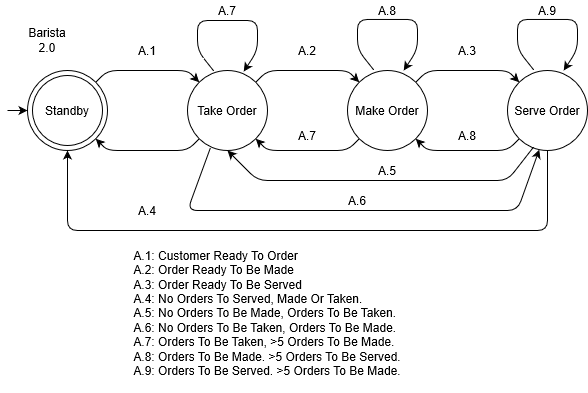 Barista
2.0
A.7
A.8
A.9
A.1
A.2
A.3
Standby
Take Order
Make Order
Serve Order
A.7
A.8
A.5
A.6
A.4
A.1: Customer Ready To Order
A.2: Order Ready To Be Made
A.3: Order Ready To Be Served
A.4: No Orders To Served, Made Or Taken.
A.5: No Orders To Be Made, Orders To Be Taken.
A.6: No Orders To Be Taken, Orders To Be Made.
A.7: Orders To Be Taken, >5 Orders To Be Made.
A.8: Orders To Be Made. >5 Orders To Be Served.
A.9: Orders To Be Served. >5 Orders To Be Made.